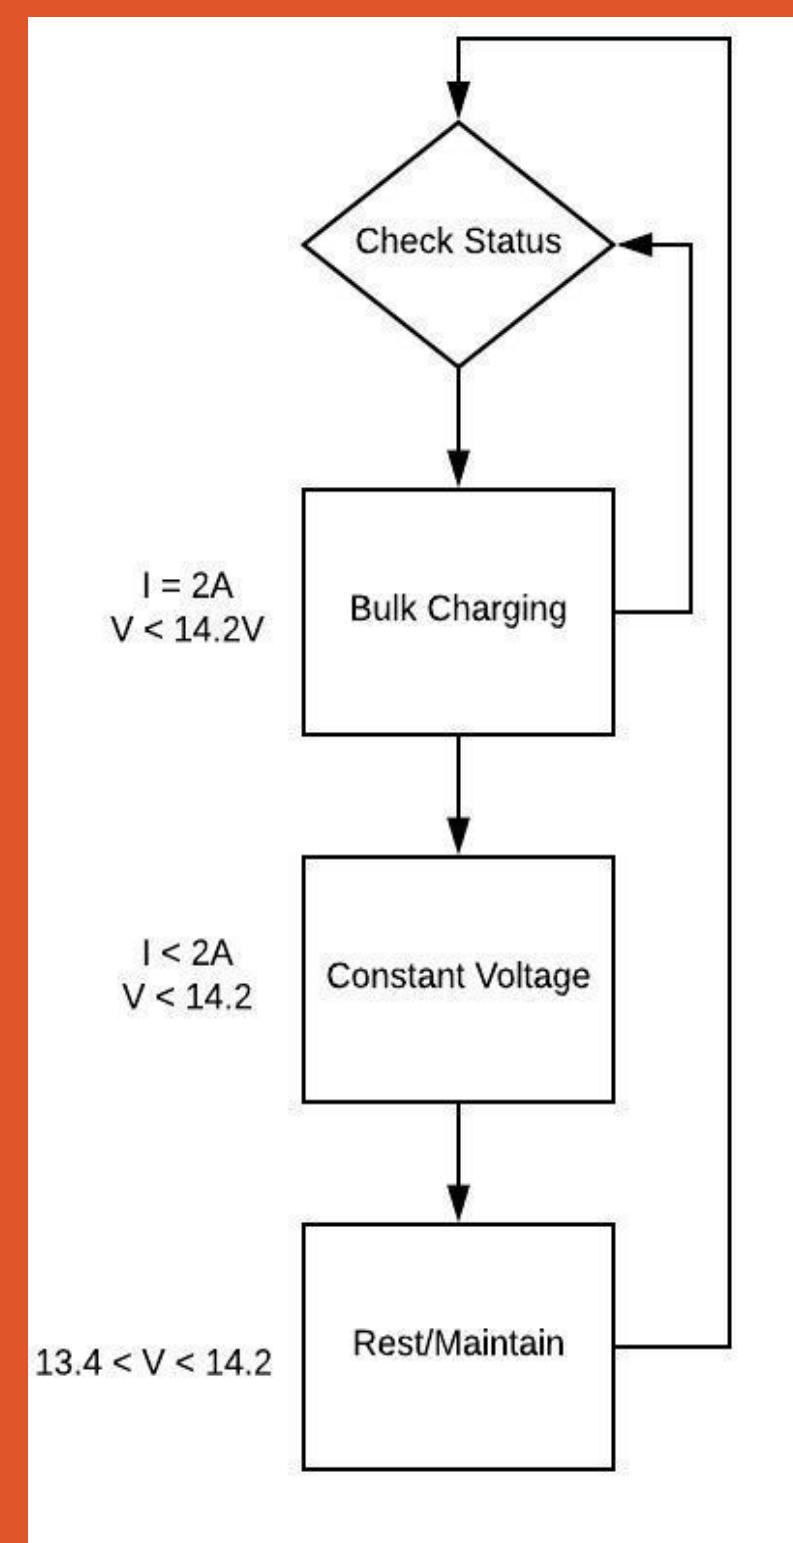 Check Status
I = 2A
V < 14.2V
Bulk Charging
I < 2A
V < 14.2
Constant Voltage
Rest/Maintain
13.4 < V < 14.2